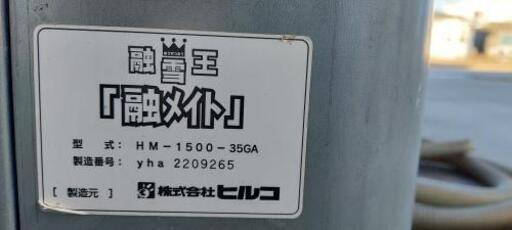 融雪王
「融メイト」
型 式: HM-1500-35GA
製造番号: yha 2209265
[製造元] 株式会社ヒルコ